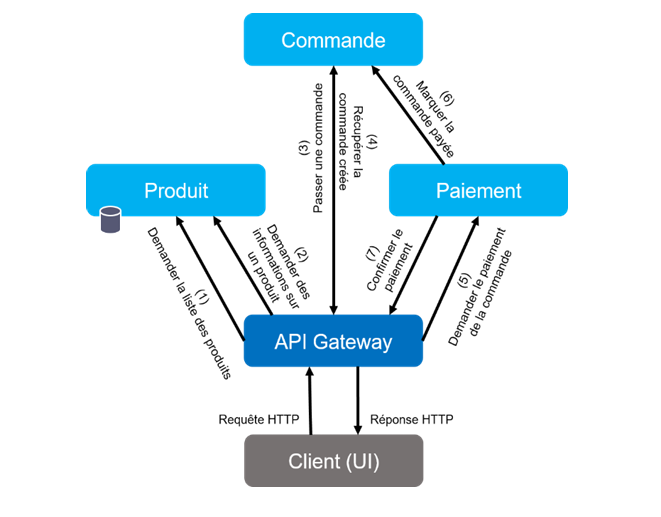 Commande
(3)
Passer une commande
(4)
Récupérer la
commande créée
(6)
Marquer la
commande payée
Produit
Paiement
(1)
Demander la liste des produits
(2)
Demander des
informations sur
un produit
(7)
Confirmer le
paiement
(5)
Demander le paiement
de la commande
API Gateway
Requête HTTP
Réponse HTTP
Client (UI)